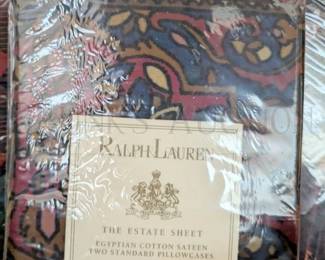 RALPH LAUREN
THE ESTATE SHEET
EGYPTIAN COTTON SATEEN
TWO STANDARD PILLOWCASES